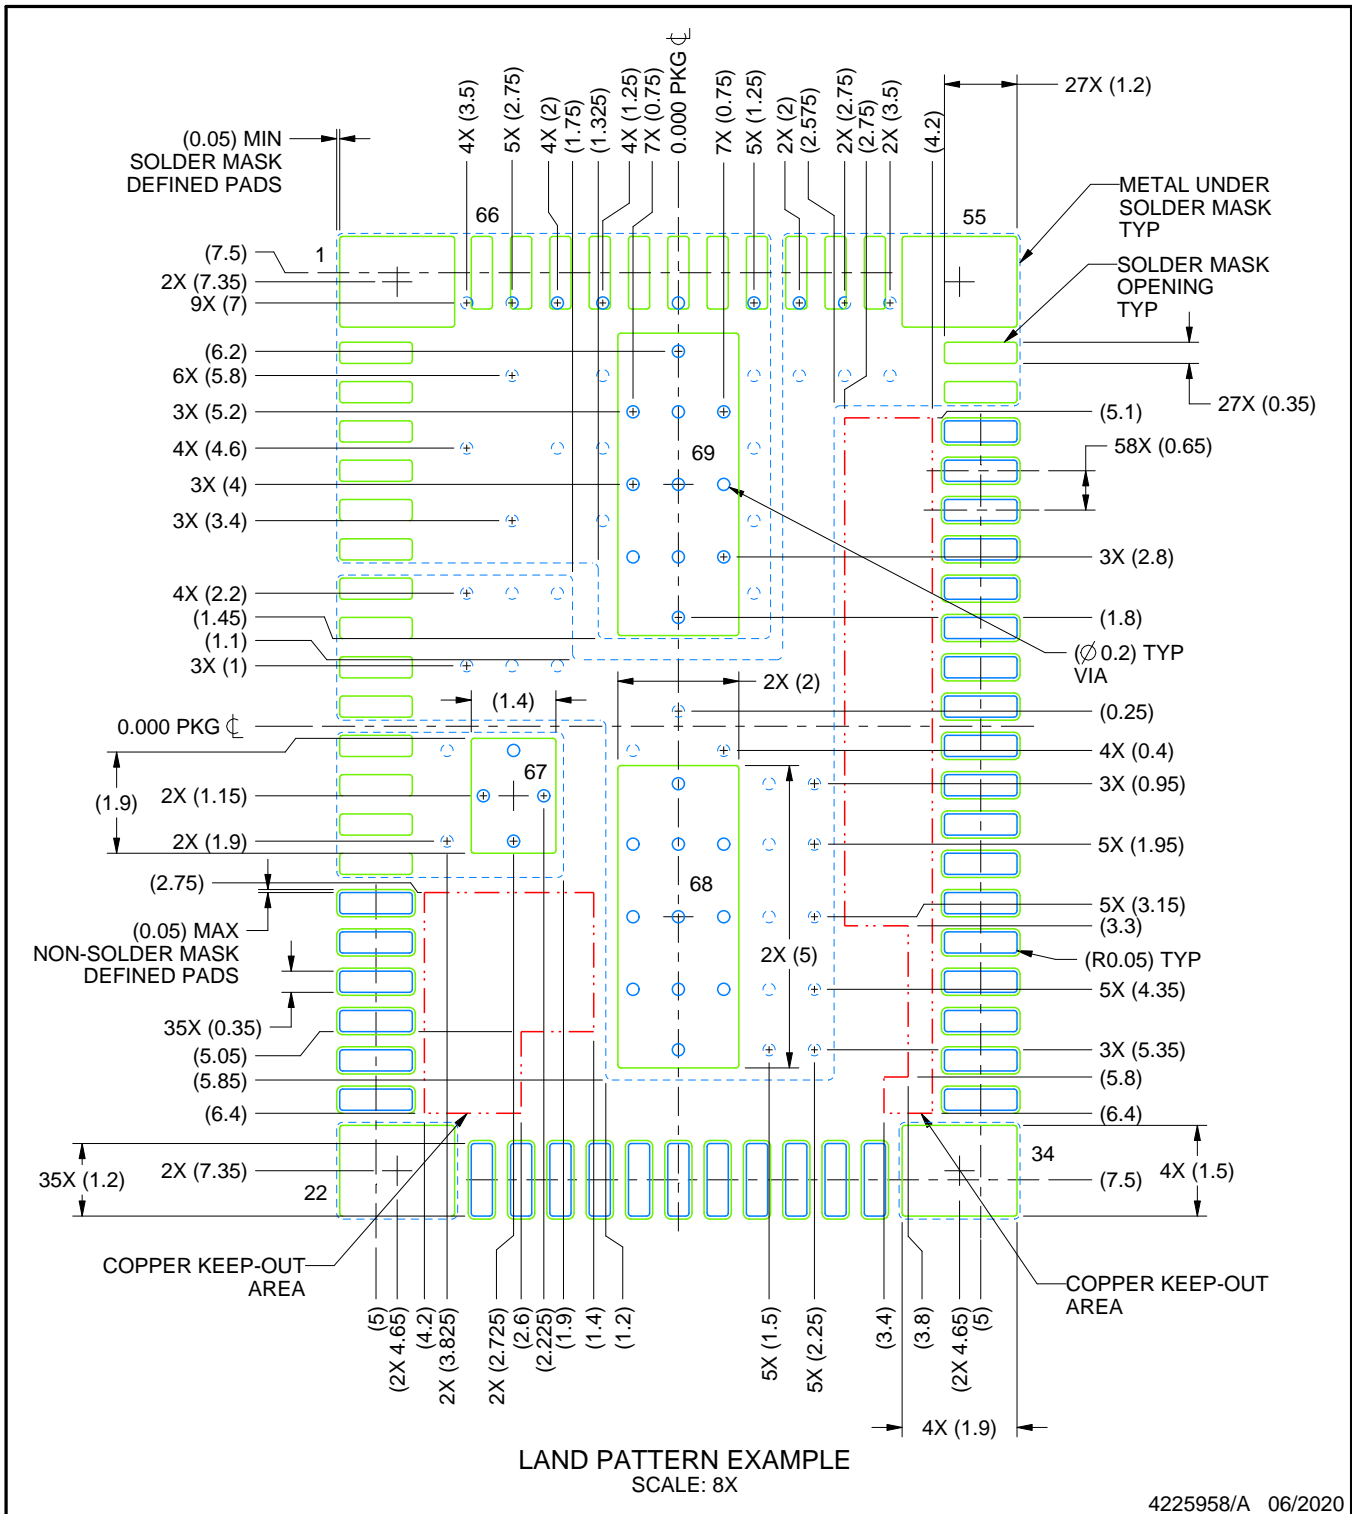 4X (3.5)
5X (2.75)
4X (2)
(1.75)
(1.325)
4X (1.25)
7X (0.75)
0.000 PKG ℄
7X (0.75)
5X (1.25)
2X (2)
(2.575)
2X (2.75)
(2.75)
2X (3.5)
(4.2)
27X (1.2)
(0.05) MIN
SOLDER MASK
DEFINED PADS
METAL UNDER
SOLDER MASK
TYP
SOLDER MASK
OPENING
TYP
66
55
1
(7.5)
2X (7.35)
9X (7)
(6.2)
6X (5.8)
3X (5.2)
4X (4.6)
3X (4)
3X (3.4)
4X (2.2)
(1.45)
(1.1)
3X (1)
0.000 PKG ℄
(1.9)
2X (1.15)
2X (1.9)
(2.75)
(0.05) MAX
NON-SOLDER MASK
DEFINED PADS
35X (0.35)
(5.05)
(5.85)
(6.4)
2X (7.35)
35X (1.2)
22
69
(1.4)
2X (2)
67
68
2X (5)
27X (0.35)
(5.1)
58X (0.65)
3X (2.8)
(1.8)
(∅ 0.2) TYP
VIA
(0.25)
4X (0.4)
3X (0.95)
5X (1.95)
5X (3.15)
(3.3)
(R0.05) TYP
5X (4.35)
3X (5.35)
(5.8)
(6.4)
34
(7.5)
4X (1.5)
COPPER KEEP-OUT
AREA
COPPER KEEP-OUT
AREA
(5)
(2X 4.65)
(4.2)
2X (3.825)
2X (2.725)
(2.6)
(2.225)
(1.9)
(1.4)
(1.2)
5X (1.5)
5X (2.25)
(3.4)
(3.8)
(2X 4.65)
(5)
4X (1.9)
LAND PATTERN EXAMPLE
SCALE: 8X
4225958/A 06/2020